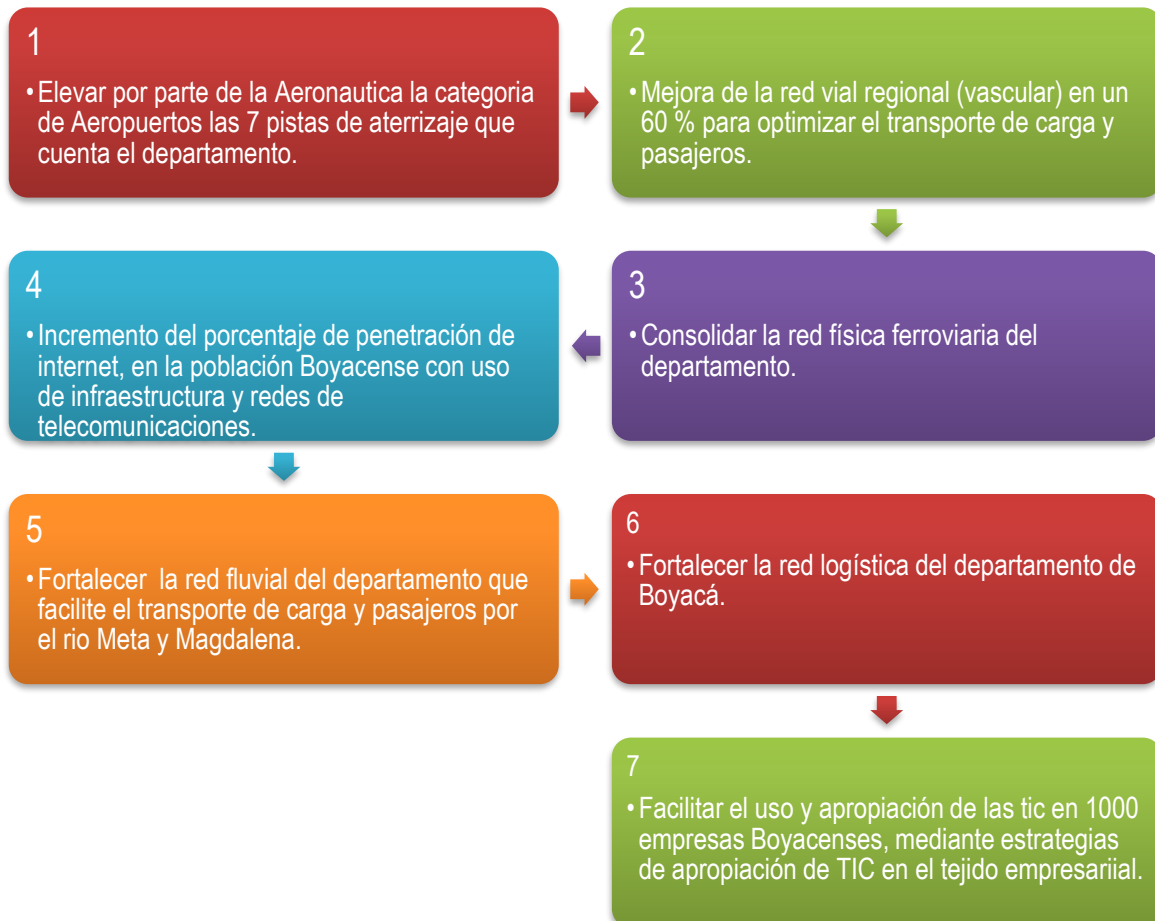 1
•Elevar por parte de la Aeronautica la categoria
de Aeropuertos las 7 pistas de aterrizaje que
cuenta el departamento.
2
•Mejora de la red vial regional (vascular) en un
60 % para optimizar el transporte de carga y
pasajeros.
3
•Consolidar la red física ferroviaria del
departamento.
4
•Incremento del porcentaje de penetración de
internet, en la población Boyacense con uso
de infraestructura y redes de
telecomunicaciones.
5
•Fortalecer la red fluvial del departamento que
facilite el transporte de carga y pasajeros por
el rio Meta y Magdalena.
6
•Fortalecer la red logística del departamento de
Boyacá.
7
•Facilitar el uso y apropiación de las tic en 1000
empresas Boyacenses, mediante estrategias
de apropiación de TIC en el tejido empresariial.